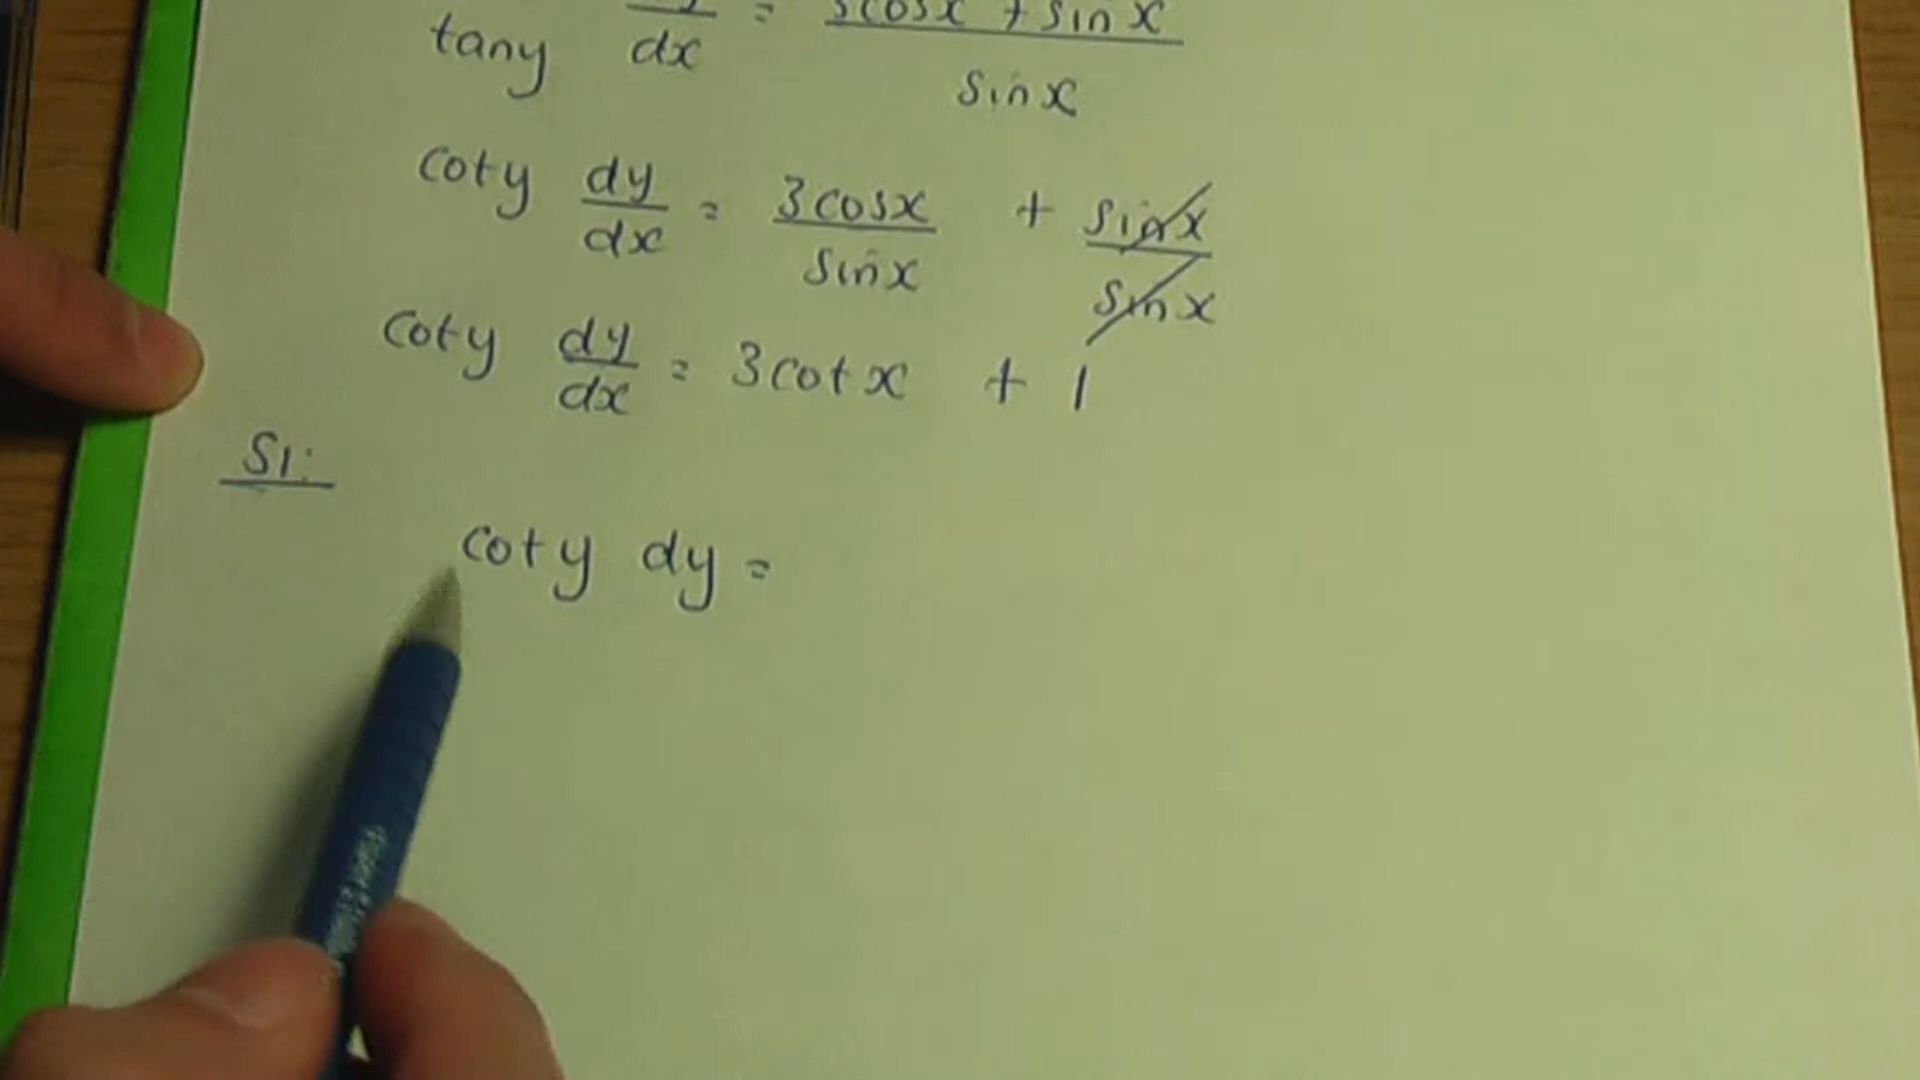 tany dx = 3cosx + sinx
sinx
coty dy/dx = 3cosx/sinx + sinx/sinx
coty dy/dx = 3cotx + 1
S1:
coty dy =